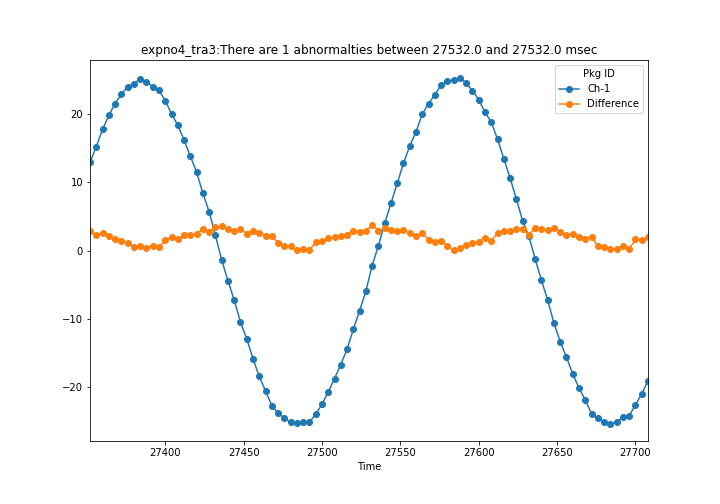 expno4_tra3:There are 1 abnormalties between 27532.0 and 27532.0 msec
Pkg ID
Ch-1
Difference
20
10
0
−10
−20
27400 27450 27500 27550 27600 27650 27700
Time